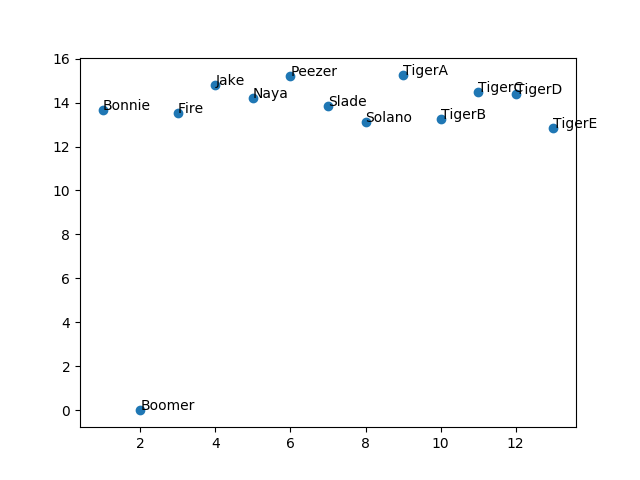 16
14
12
10
8
6
4
2
0
Bonnie
Boomer
Fire
Jake
Naya
Peezer
Slade
Solano
TigerA
TigerB
TigerC
TigerD
TigerE
2
4
6
8
10
12